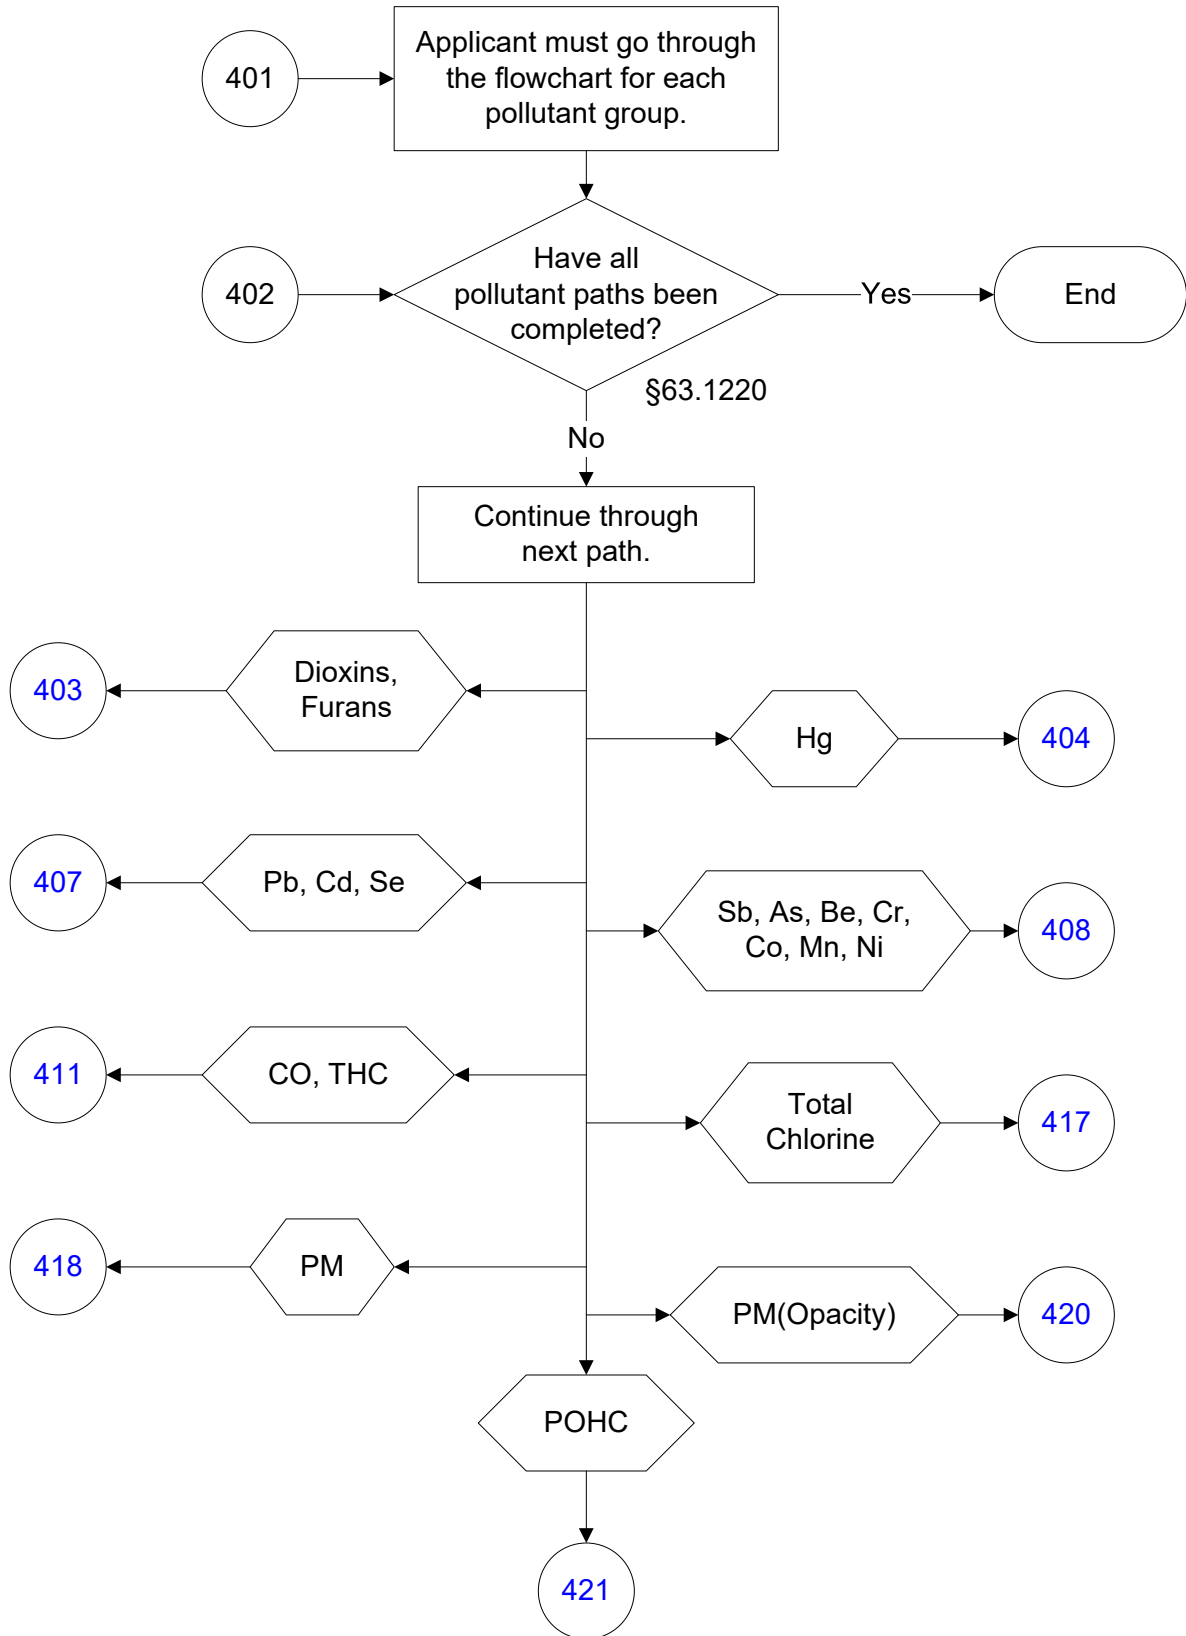 401
Applicant must go through
the flowchart for each
pollutant group.
402
Have all
pollutant paths been
completed?
Yes
End
§63.1220
No
Continue through
next path.
403
Dioxins,
Furans
Hg
404
407
Pb, Cd, Se
Sb, As, Be, Cr,
Co, Mn, Ni
408
411
CO, THC
Total
Chlorine
417
418
PM
PM(Opacity)
420
POHC
421